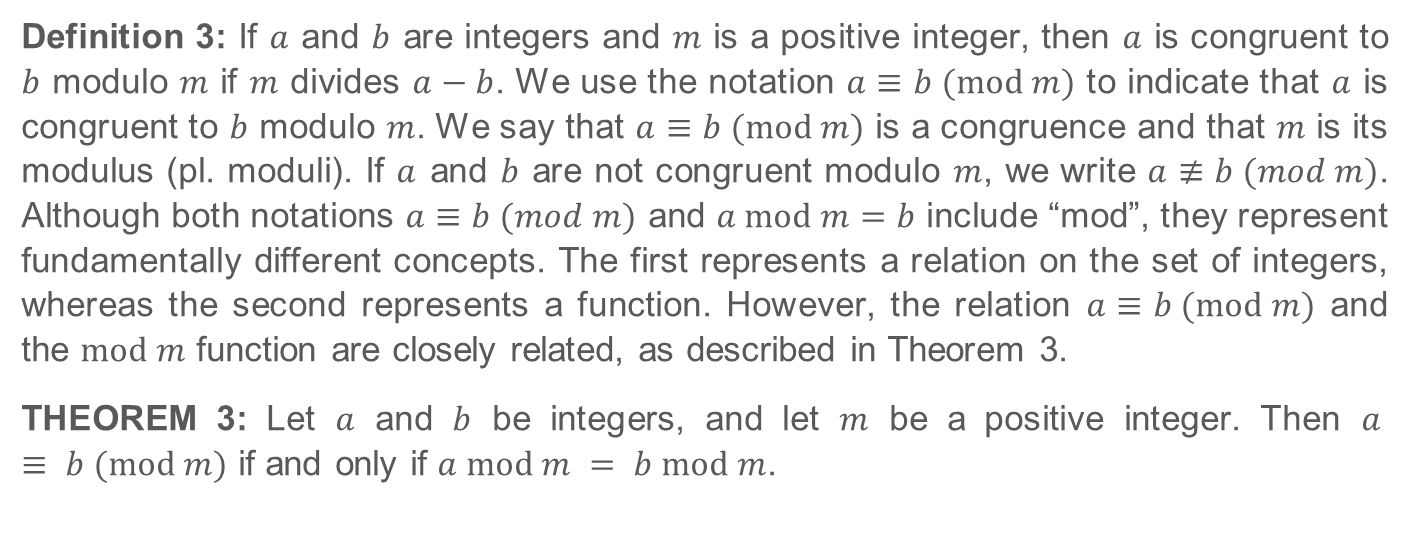 Definition 3: If a and b are integers and m is a positive integer, then a is congruent to
b modulo m if m divides a − b. We use the notation a ≡ b (mod m) to indicate that a is
congruent to b modulo m. We say that a ≡ b (mod m) is a congruence and that m is its
modulus (pl. moduli). If a and b are not congruent modulo m, we write a ≢ b (mod m).
Although both notations a ≡ b (mod m) and a mod m = b include “mod”, they represent
fundamentally different concepts. The first represents a relation on the set of integers,
whereas the second represents a function. However, the relation a ≡ b (mod m) and
the mod m function are closely related, as described in Theorem 3.
THEOREM 3: Let a and b be integers, and let m be a positive integer. Then a
≡ b (mod m) if and only if a mod m = b mod m.